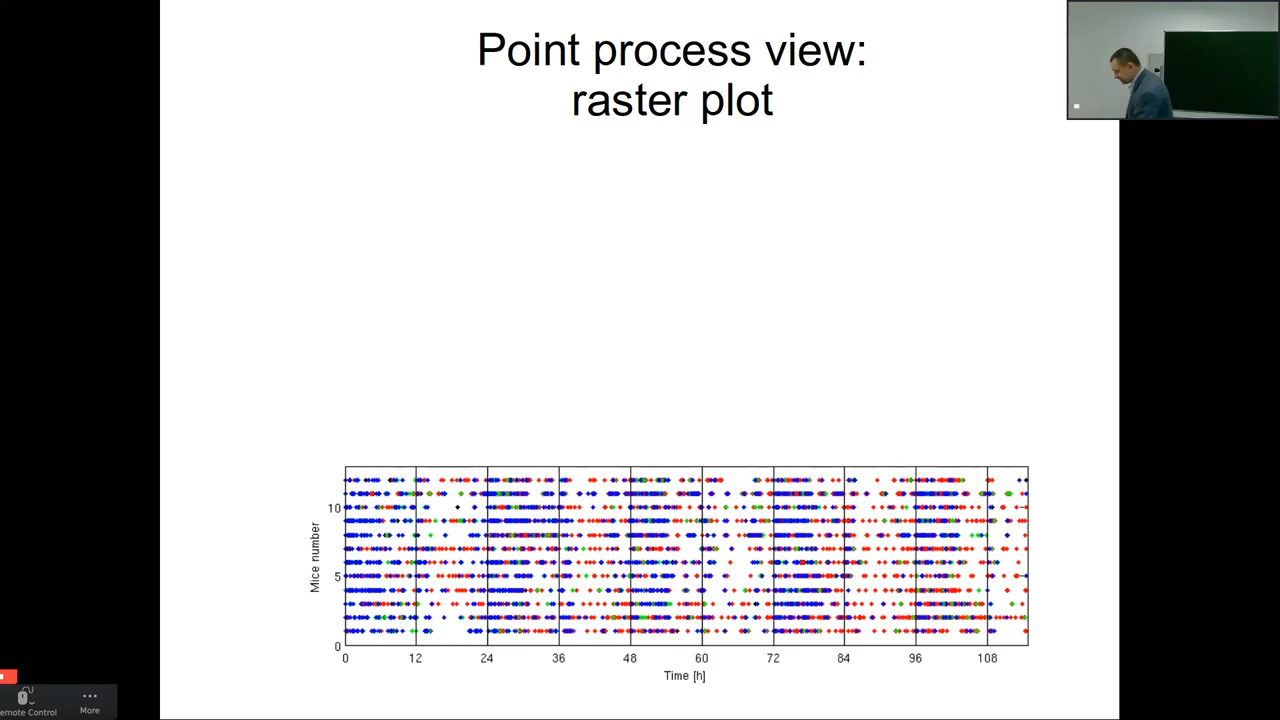 Point process view:
raster plot
Mice number
10
5
0
0 12 24 36 48 60 72 84 96 108
Time [h]
emote Control
More